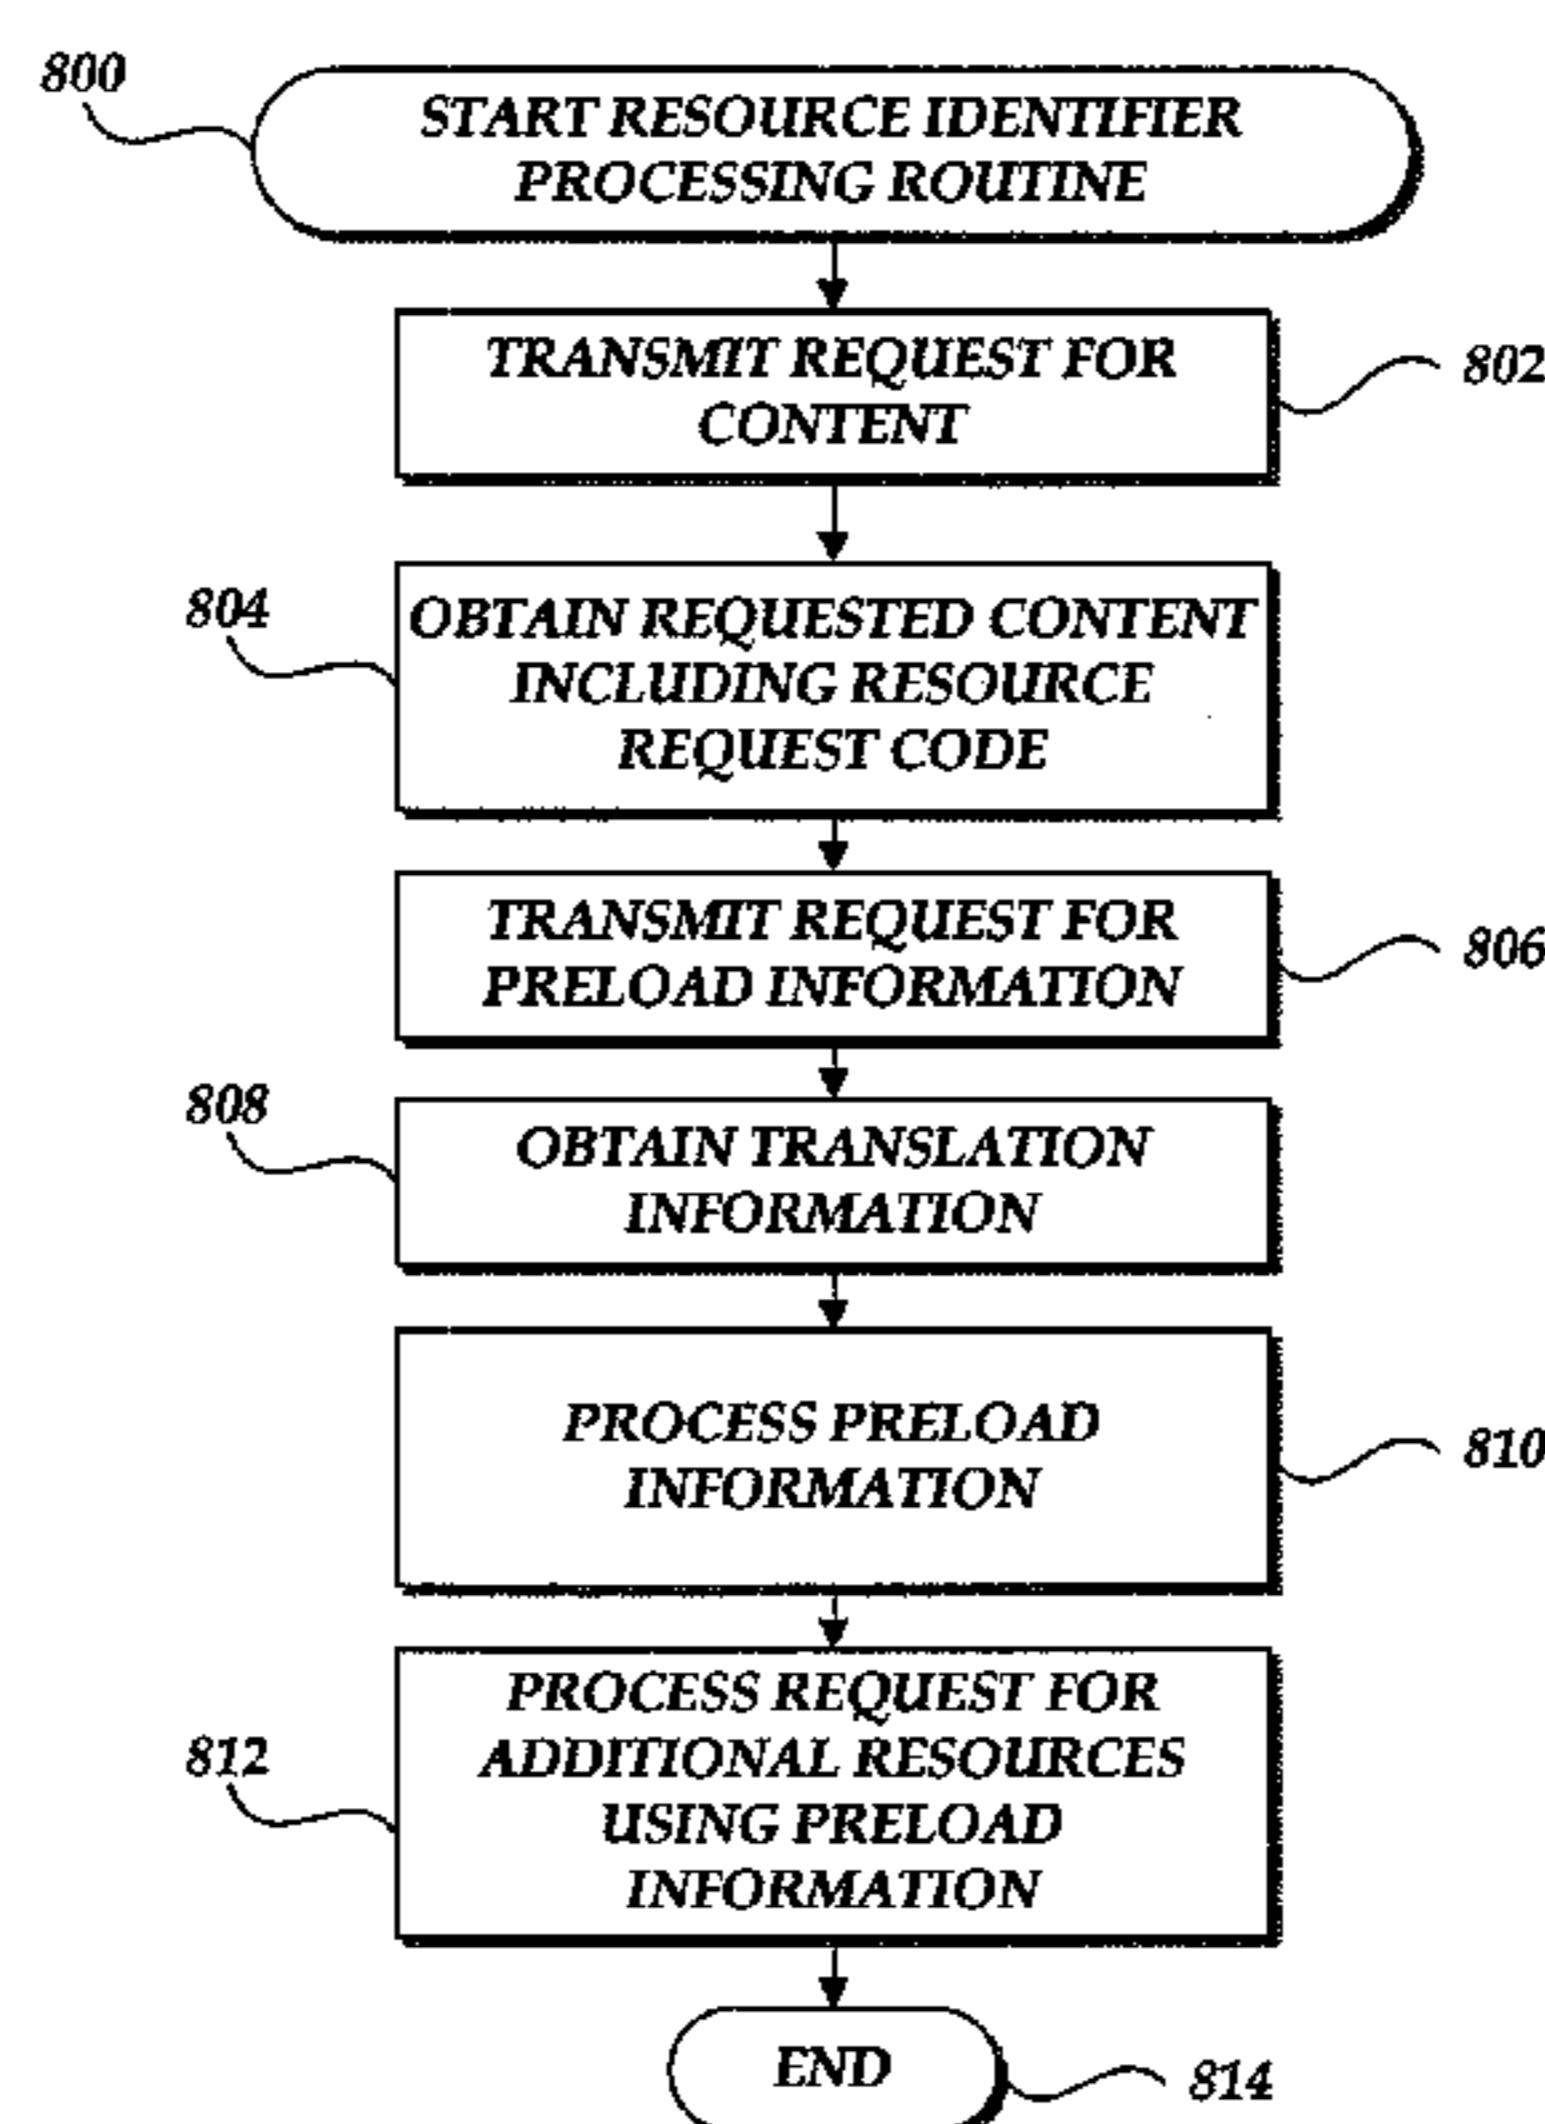 800
START RESOURCE IDENTIFIER
PROCESSING ROUTINE
TRANSMIT REQUEST FOR
CONTENT
802
804
OBTAIN REQUESTED CONTENT
INCLUDING RESOURCE
REQUEST CODE
TRANSMIT REQUEST FOR
PRELOAD INFORMATION
806
808
OBTAIN TRANSLATION
INFORMATION
PROCESS PRELOAD
INFORMATION
810
PROCESS REQUEST FOR
ADDITIONAL RESOURCES
USING PRELOAD
INFORMATION
812
END
814